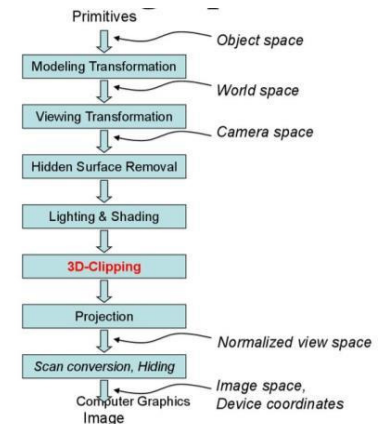 Primitives
Object space
Modeling Transformation
World space
Viewing Transformation
Camera space
Hidden Surface Removal
Lighting & Shading
3D-Clipping
Projection
Normalized view space
Scan conversion, Hiding
Image space,
Device coordinates
Computer Graphics
Image